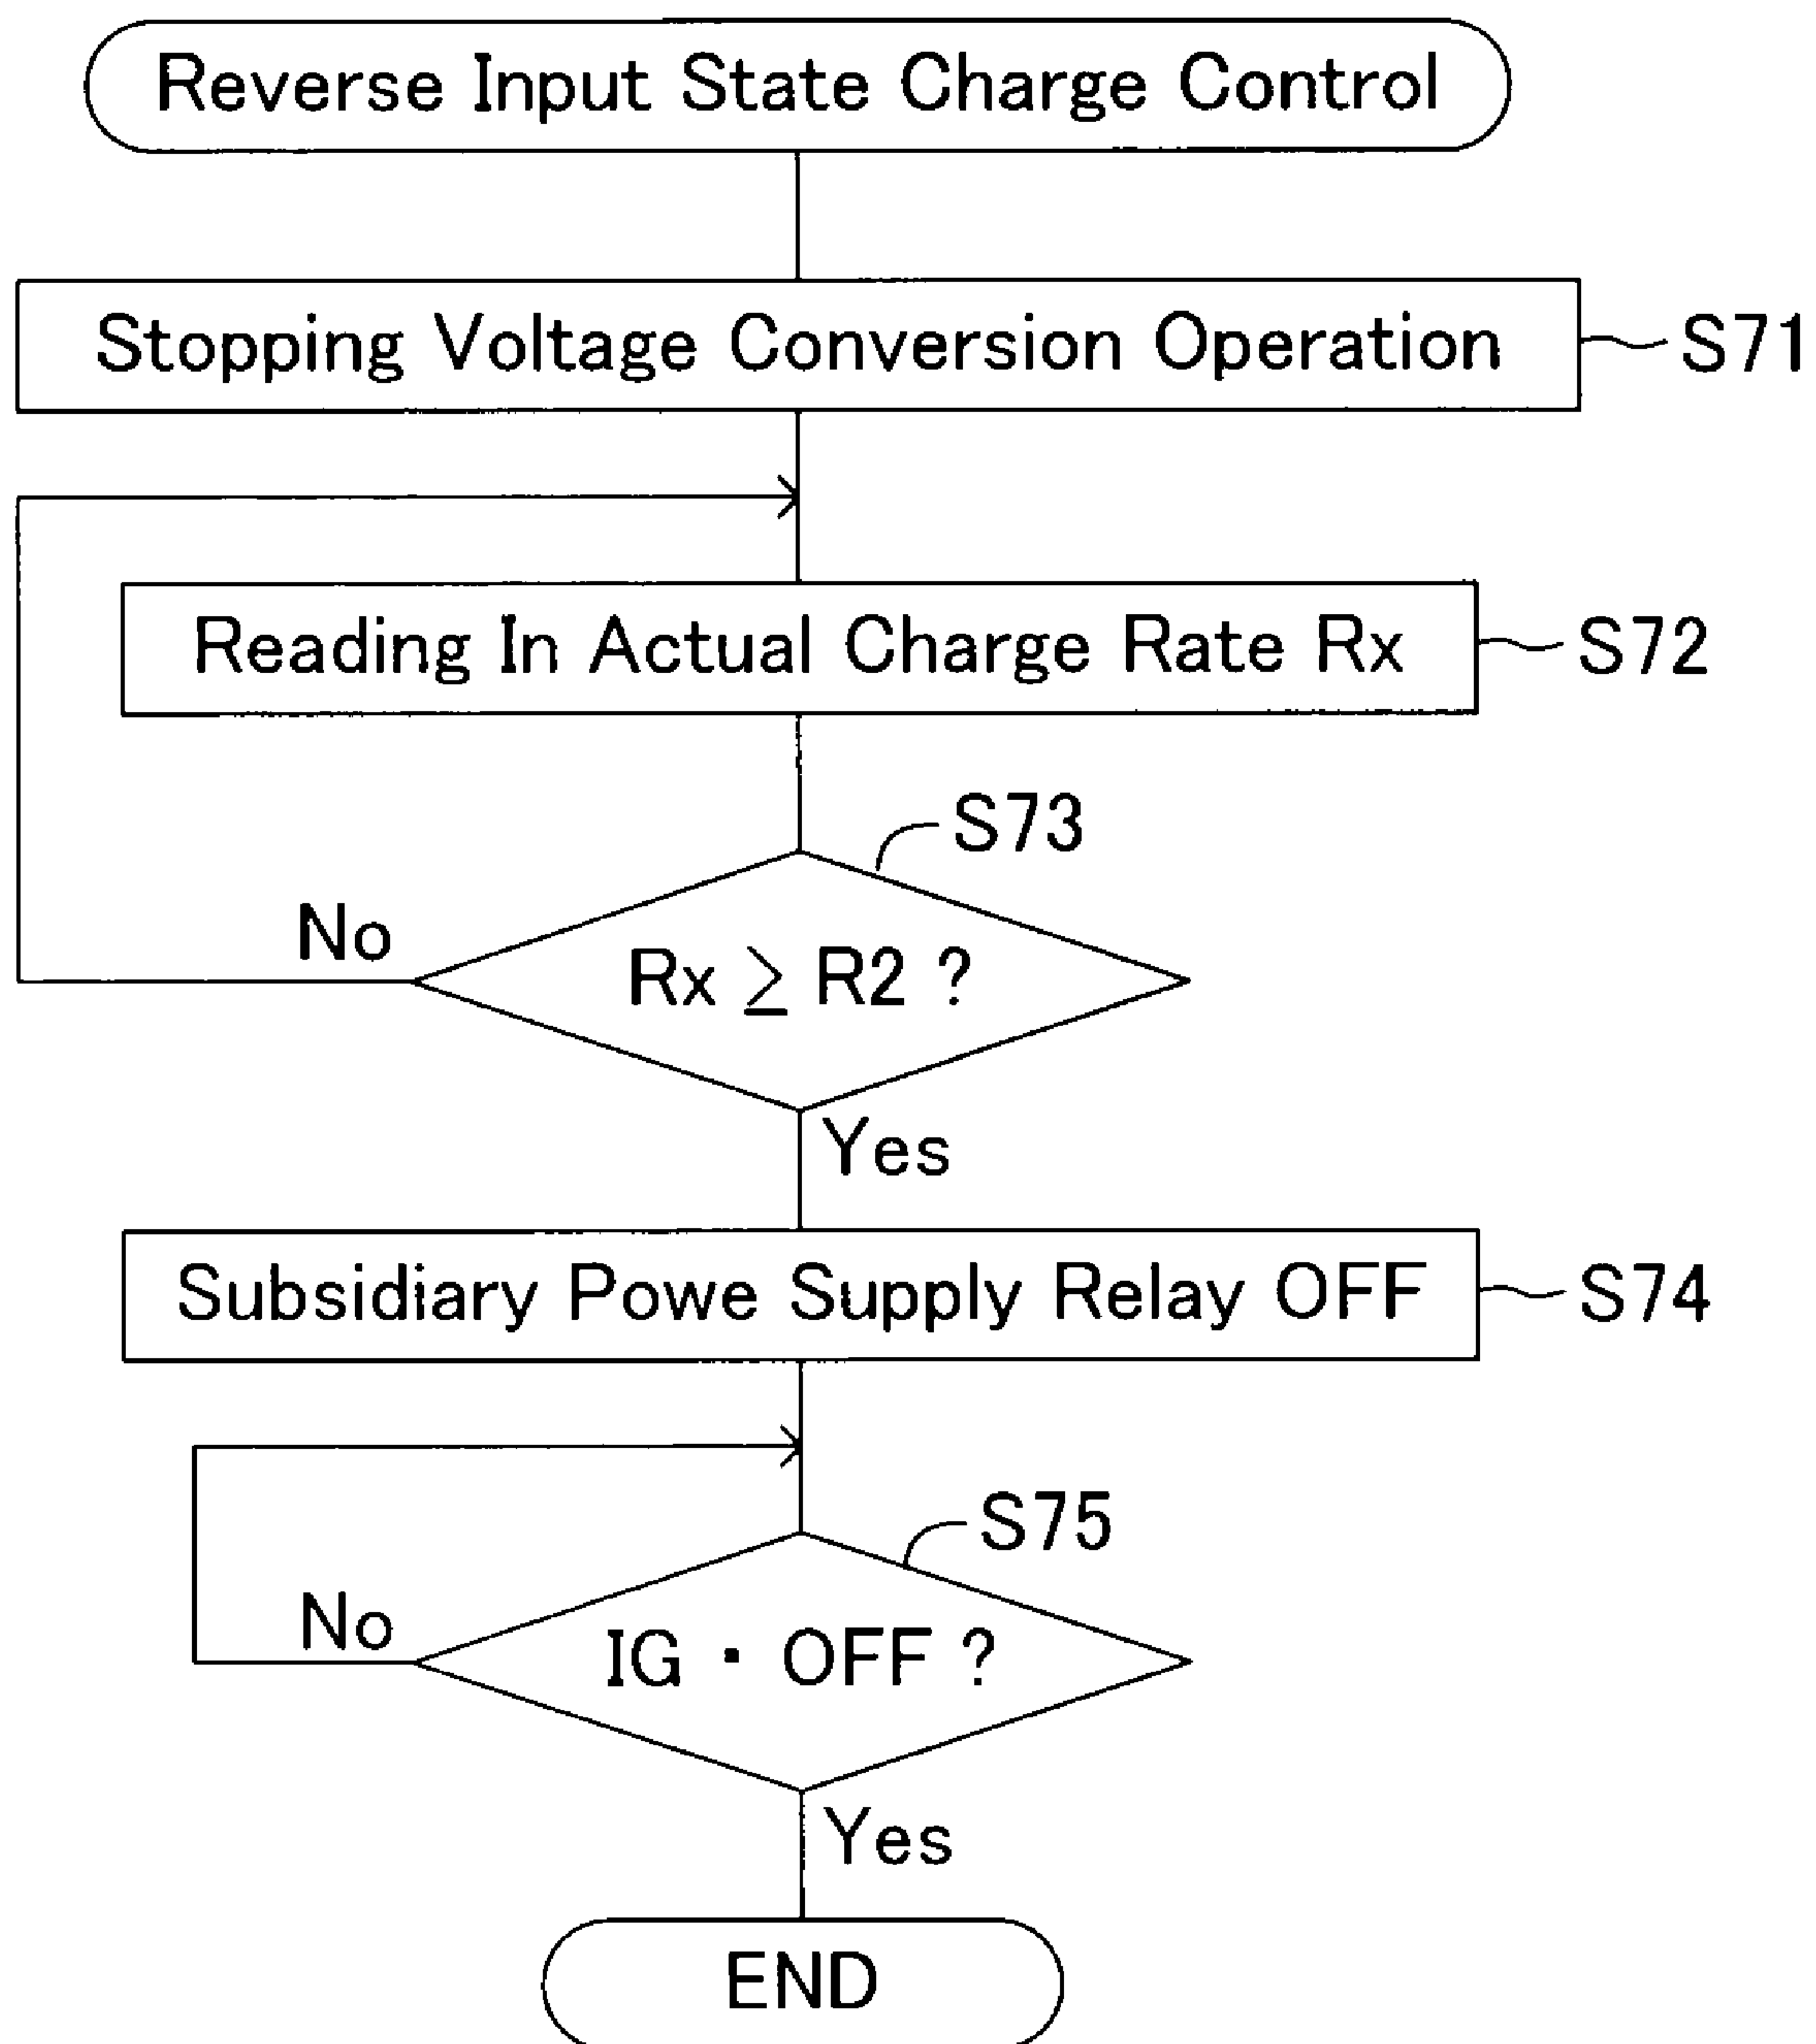 Reverse Input State Charge Control
Stopping Voltage Conversion Operation
S71
Reading In Actual Charge Rate Rx
S72
S73
No
Rx ≥ R2 ?
Yes
Subsidiary Powe Supply Relay OFF
S74
S75
No
IG ・ OFF ?
Yes
END